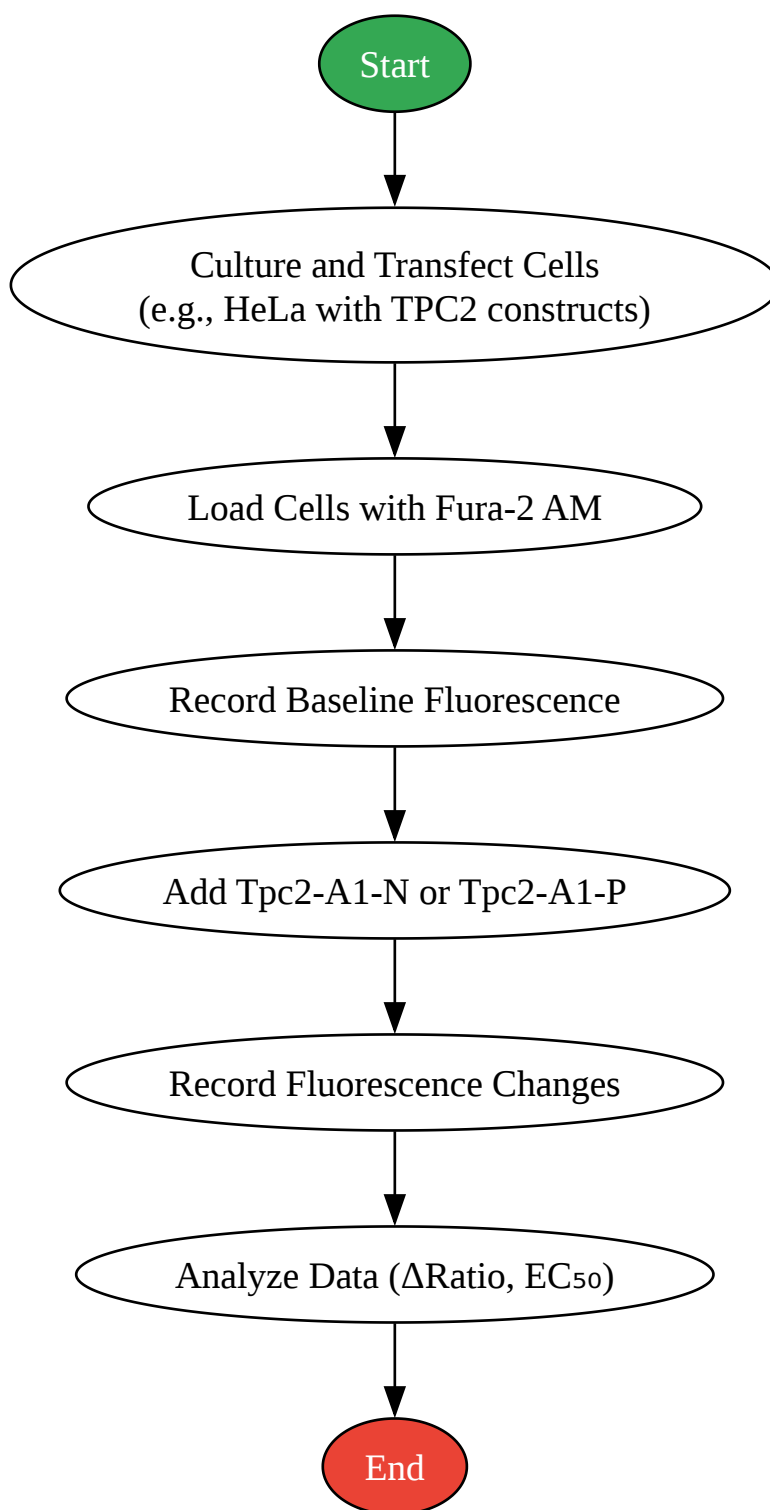 Start
Culture and Transfect Cells
(e.g., HeLa with TPC2 constructs)
Load Cells with Fura-2 AM
Record Baseline Fluorescence
Add Tpc2-A1-N or Tpc2-A1-P
Record Fluorescence Changes
Analyze Data (ΔRatio, EC₅₀)
End